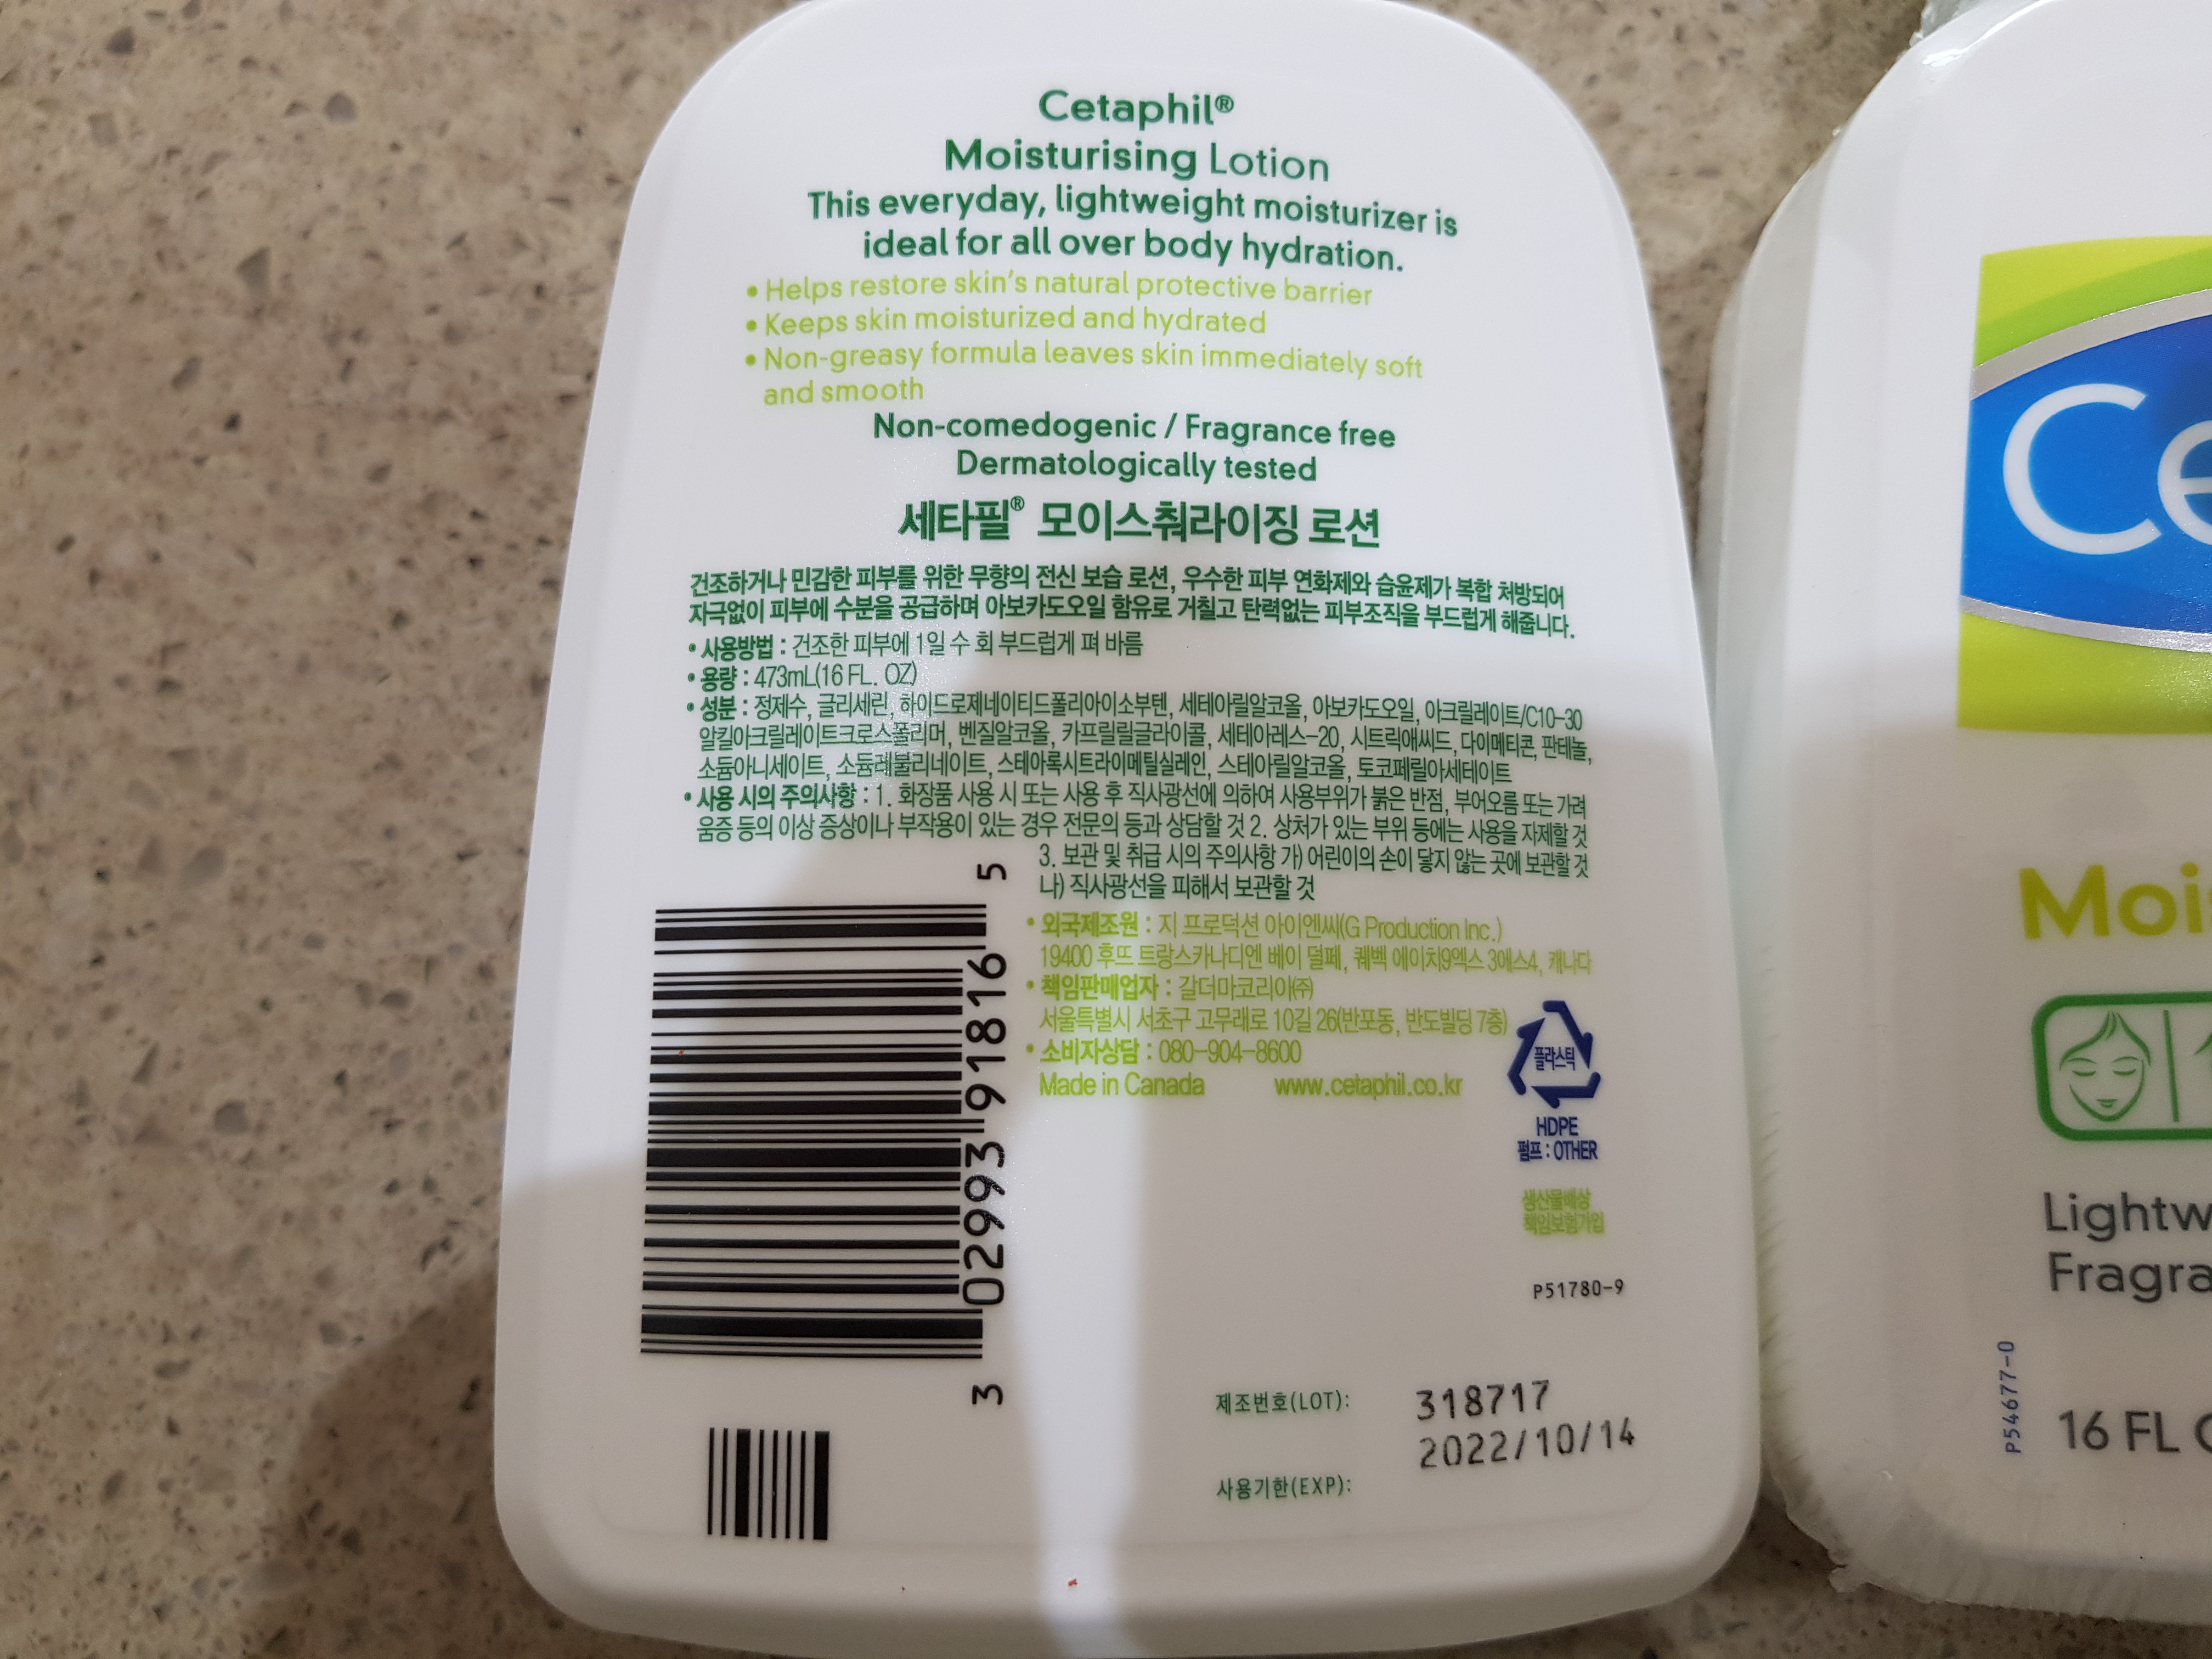 Cetaphil®
Moisturising Lotion
This everyday, lightweight moisturizer is
ideal for all over body hydration.
• Helps restore skin's natural protective barrier
• Keeps skin moisturized and hydrated
• Non-greasy formula leaves skin immediately soft
and smooth
Non-comedogenic / Fragrance free
Dermatologically tested
세타필® 모이스춰라이징 로션
건조하거나 민감한 피부를 위한 무향의 전신 보습 로션, 우수한 피부 연화제와 습윤제가 복합 처방되어
자극없이 피부에 수분을 공급하며 아보카도오일 함유로 거칠고 탄력없는 피부조직을 부드럽게 해줍니다.
• 사용방법 : 건조한 피부에 1일 수 회 부드럽게 펴 바름
• 용량 : 473mL(16 FL. OZ)
• 성분 : 정제수, 글리세린, 하이드로제네이티드폴리아이소부텐, 세테아릴알코올, 아보카도오일, 아크릴레이트/C10-30
알킬아크릴레이트크로스폴리머, 벤질알코올, 카프릴릴글라이콜, 세테아레스-20, 시트릭애씨드, 다이메티콘, 판테놀,
소듐아니세이트, 소듐레불리네이트, 스테아록시트라이메틸실레인, 스테아릴알코올, 토코페릴아세테이트
• 사용 시의 주의사항 : 1. 화장품 사용 시 또는 사용 후 직사광선에 의하여 사용부위가 붉은 반점, 부어오름 또는 가려
움증 등의 이상 증상이나 부작용이 있는 경우 전문의 등과 상담할 것 2. 상처가 있는 부위 등에는 사용을 자제할 것
3. 보관 및 취급 시의 주의사항 가) 어린이의 손이 닿지 않는 곳에 보관할 것
나) 직사광선을 피해서 보관할 것
• 외국제조원 : 지 프로덕션 아이엔씨(G Production Inc.)
19400 후뜨 트랑스카나디엔 베이 덜페, 퀘벡 에이치9엑스 3에스4, 캐나다
• 책임판매업자 : 갈더마코리아㈜
서울특별시 서초구 고무래로 10길 26(반포동, 반도빌딩 7층)
• 소비자상담 : 080-904-8600
Made in Canada www.cetaphil.co.kr
플라스틱
HDPE
펌프 : OTHER
생산물배상
책임보험가입
P51780-9
3 02993 91816 5
제조번호(LOT): 318717
2022/10/14
사용기한(EXP):
Ce
Moi
Lightw
Fragra
P54677-0
16 FL